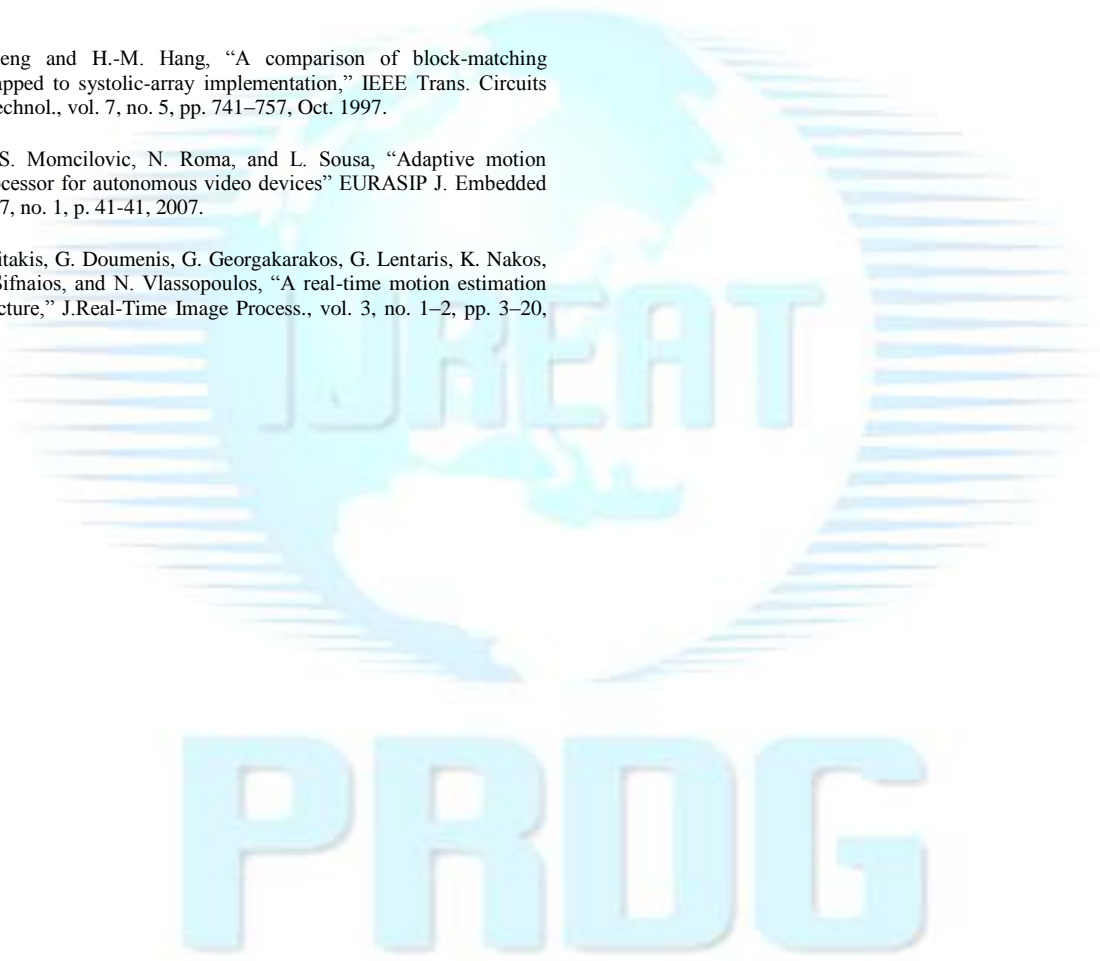 eng and H.-M. Hang, “A comparison of block-matching
apped to systolic-array implementation,” IEEE Trans. Circuits
echnol., vol. 7, no. 5, pp. 741–757, Oct. 1997.
S. Momcilovic, N. Roma, and L. Sousa, “Adaptive motion
cessor for autonomous video devices” EURASIP J. Embedded
7, no. 1, p. 41-41, 2007.
itakis, G. Doumenis, G. Georgakarakos, G. Lentaris, K. Nakos,
Sifnaios, and N. Vlassopoulos, “A real-time motion estimation
cture,” J.Real-Time Image Process., vol. 3, no. 1–2, pp. 3–20,
IJREAT
PRDG